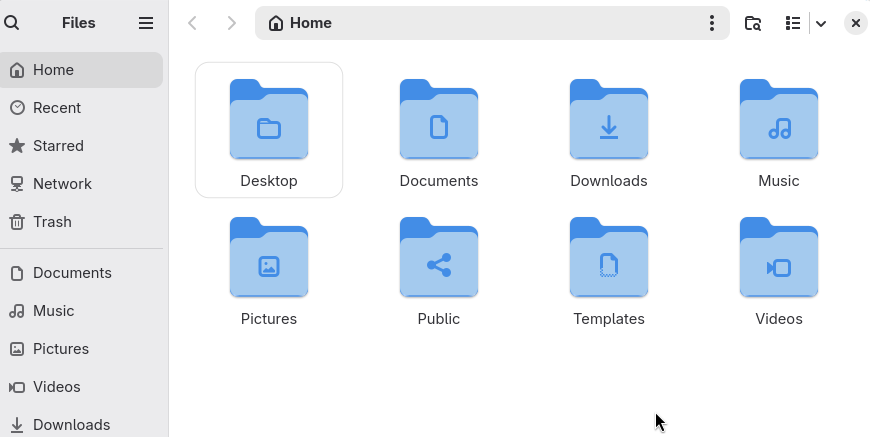 Files
Home
Home
Recent
Starred
Network
Trash
Documents
Music
Pictures
Videos
Downloads
Desktop Documents Downloads Music
Pictures Public Templates Videos